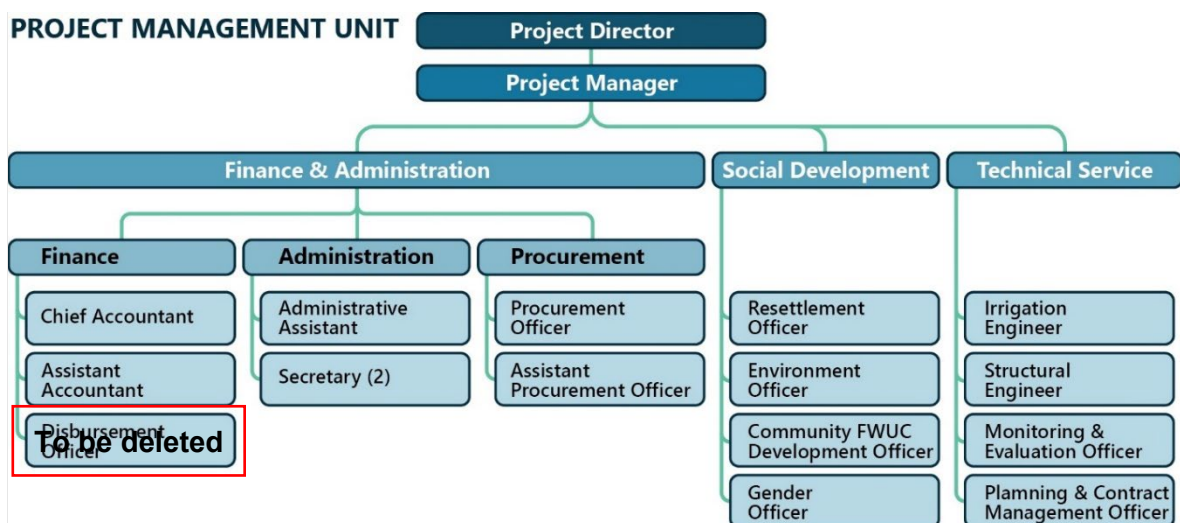 PROJECT MANAGEMENT UNIT
Project Director
Project Manager
Finance & Administration
Social Development
Technical Service
Finance
Administration
Procurement
Chief Accountant
Assistant
Accountant
Disbursement
Officer
To be deleted
Administrative
Assistant
Secretary (2)
Procurement
Officer
Assistant
Procurement Officer
Resettlement
Officer
Environment
Officer
Community FWUC
Development Officer
Gender
Officer
Irrigation
Engineer
Structural
Engineer
Monitoring &
Evaluation Officer
Plamning & Contract
Management Officer